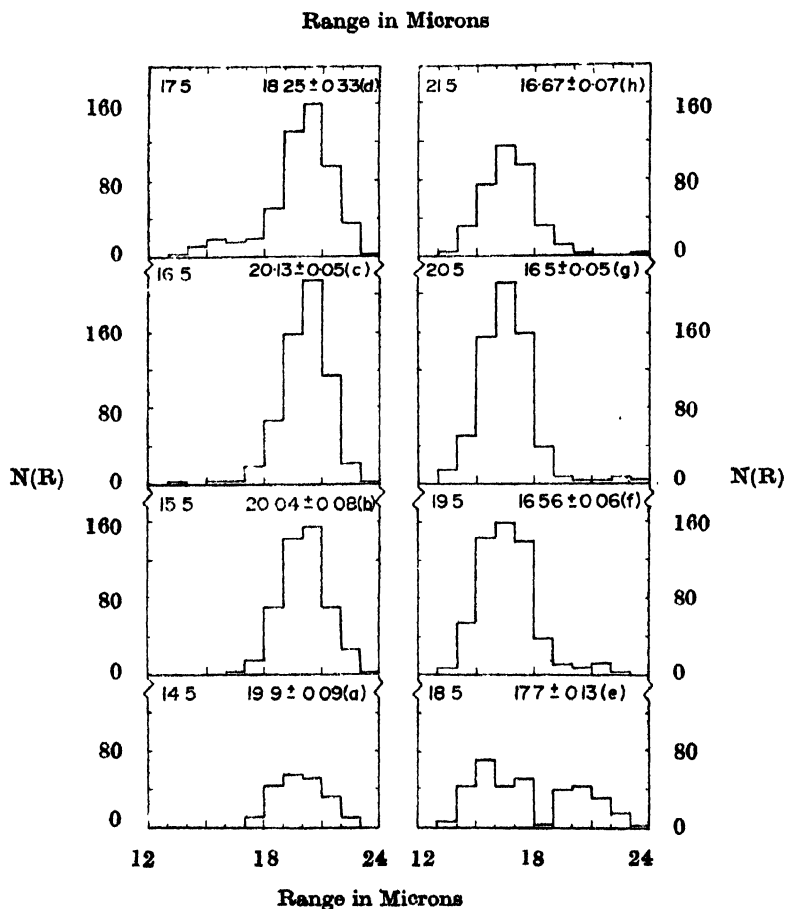 Range in Microns
17 5 18 25 ± 0 33(d)
21 5 16·67 ± 0·07(h)
160 160
80 80
0 0
16 5 20·13 ± 0·05(c)
20 5 16·5 ± 0·05(g)
160 160
80 80
N(R) 0 0 N(R)
15 5 20 04 ± 0 08(b)
19 5 16 56 ± 0 06(f)
160 160
80 80
0 0
14 5 19 9 ± 0 09(a)
18 5 17 7 ± 0 13(e)
80 80
0 0
12 18 24 12 18 24
Range in Microns